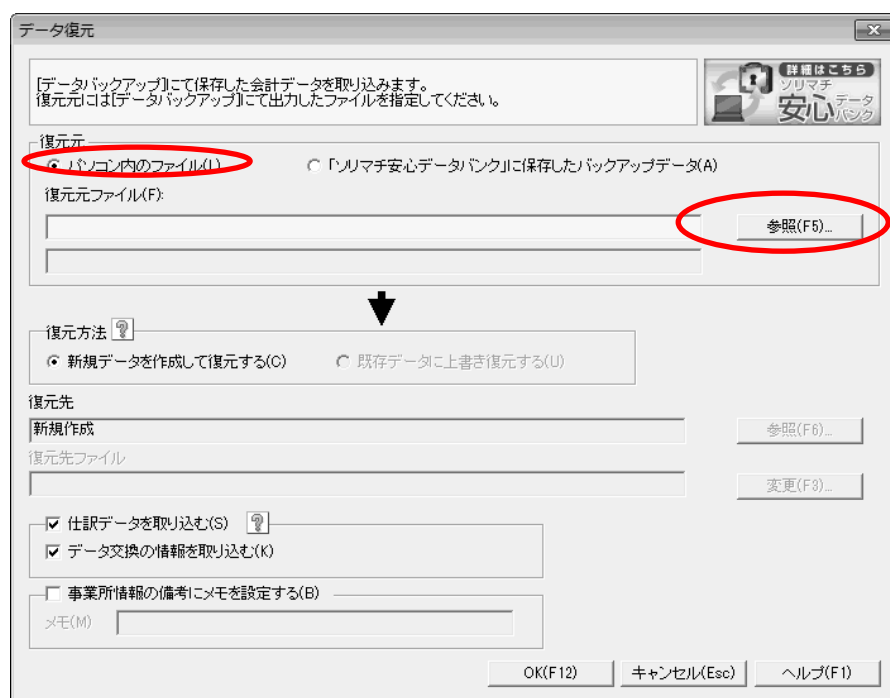 データ復元
[データバックアップ]にて保存した会計データを取り込みます。
復元元には[データバックアップ]にて出力したファイルを指定してください。
詳細はこちら
ソリマチ
安心データバンク
復元元
パソコン内のファイル(L)
「ソリマチ安心データバンク」に保存したバックアップデータ(A)
復元元ファイル(F):
参照(F5)...
復元方法 ?
新規データを作成して復元する(C)
既存データに上書き復元する(U)
復元先
新規作成
参照(F6)...
復元先ファイル
変更(F3)...
仕訳データを取り込む(S) ?
データ交換の情報を取り込む(K)
事業所情報の備考にメモを設定する(B)
メモ(M)
OK(F12)
キャンセル(Esc)
ヘルプ(F1)